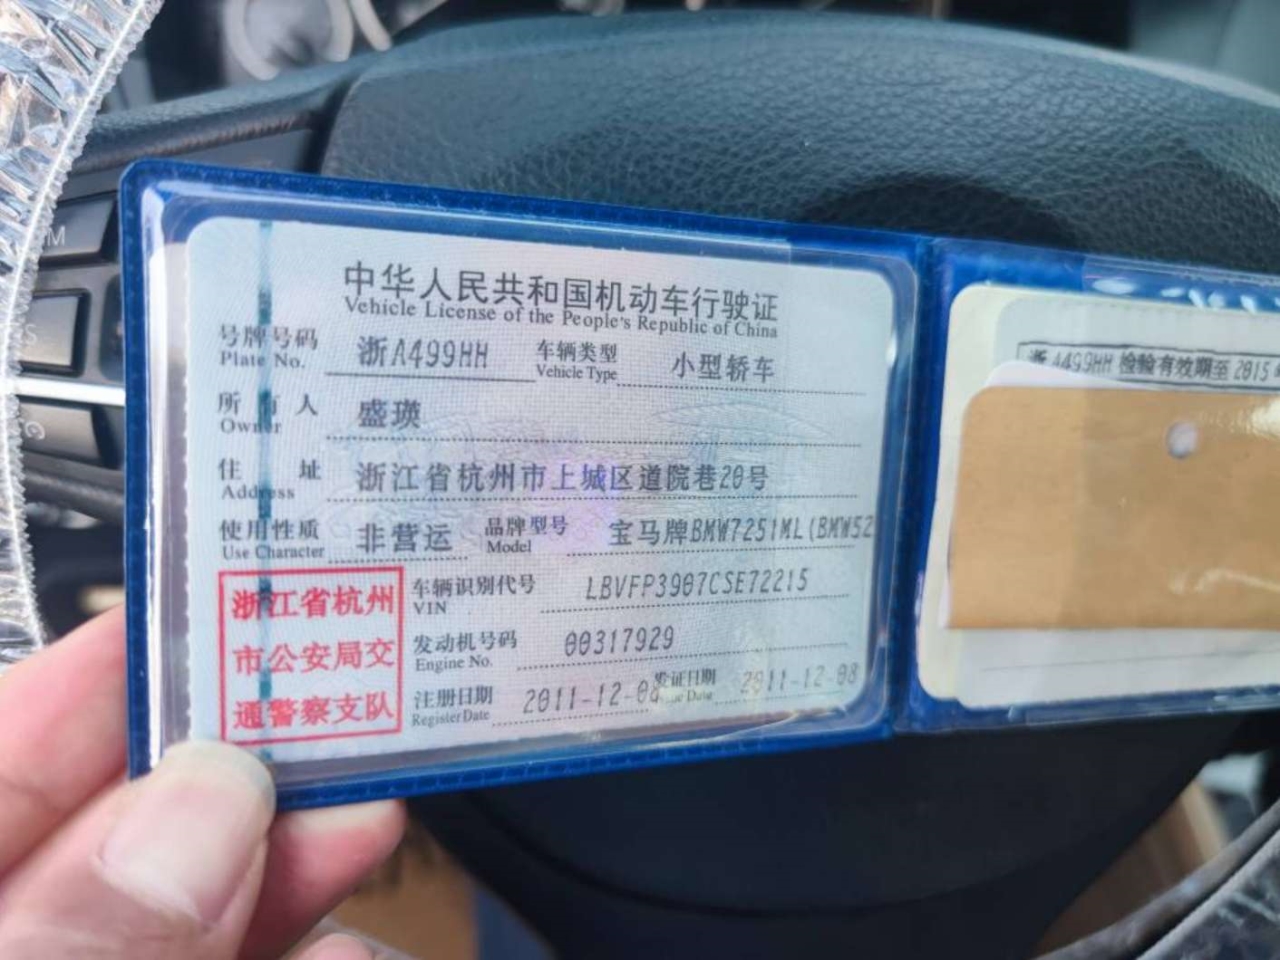 中华人民共和国机动车行驶证
Vehicle License of the People's Republic of China
号牌号码 浙A499HH 车辆类型 小型轿车
Plate No. Vehicle Type
所有人 盛瑛
Owner
住址 浙江省杭州市上城区道院巷20号
Address
使用性质 非营运 品牌型号 宝马牌BMW7251ML(BMW52
Use Character Model
浙江省杭州
市公安局交
通警察支队
车辆识别代号 LBVFP3907CSE72215
VIN
发动机号码 00317929
Engine No.
注册日期 2011-12-08 发证日期 2011-12-08
Register Date Issue Date
浙A499HH 检验有效期至 2015